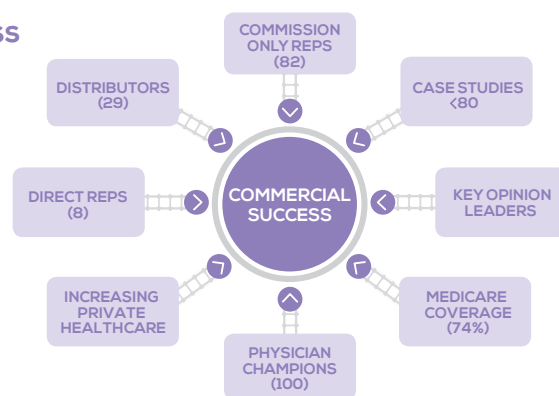 SS
COMMISSION
ONLY REPS
(82)
DISTRIBUTORS
(29)
CASE STUDIES
<80
DIRECT REPS
(8)
COMMERCIAL
SUCCESS
KEY OPINION
LEADERS
INCREASING
PRIVATE
HEALTHCARE
MEDICARE
COVERAGE
(74%)
PHYSICIAN
CHAMPIONS
(100)